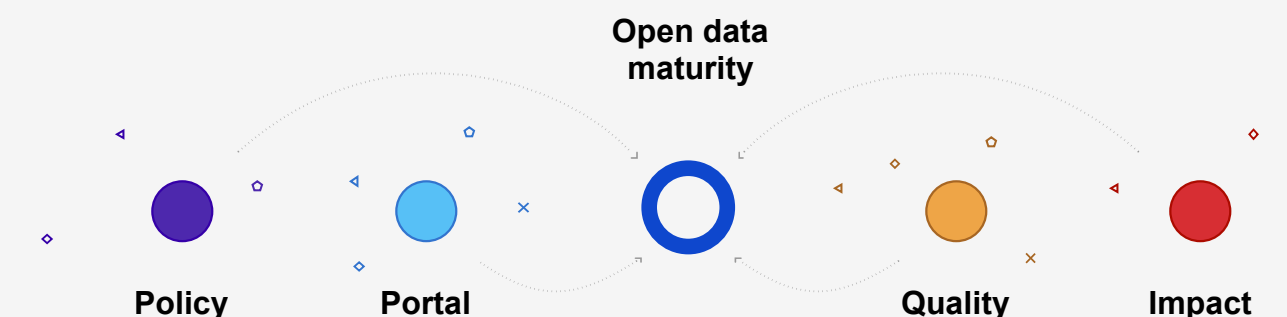 Open data
maturity
Policy
Portal
Quality
Impact